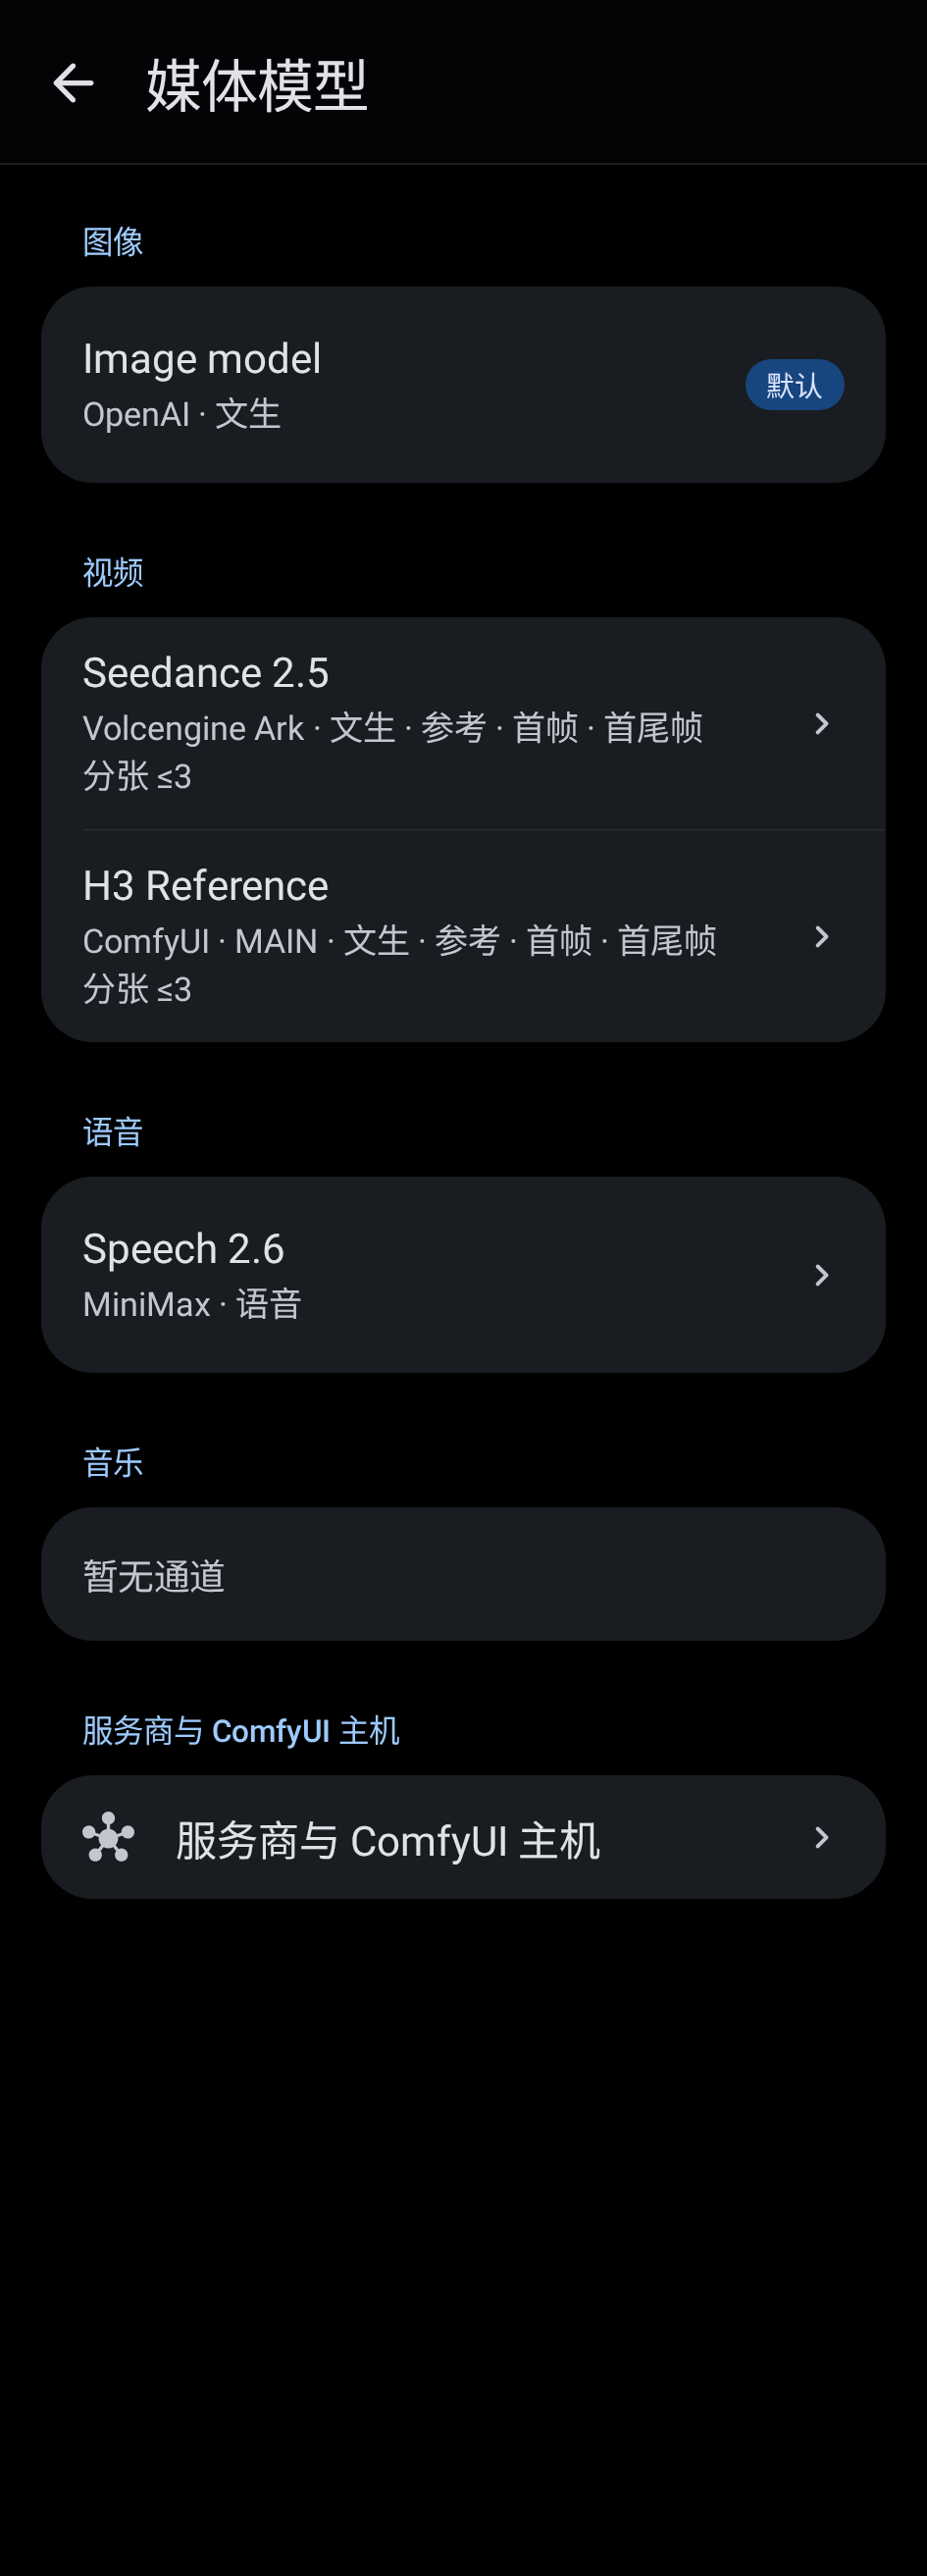 媒体模型
图像
Image model
OpenAI · 文生
默认
视频
Seedance 2.5
Volcengine Ark · 文生 · 参考 · 首帧 · 首尾帧
分张 ≤3
H3 Reference
ComfyUI · MAIN · 文生 · 参考 · 首帧 · 首尾帧
分张 ≤3
语音
Speech 2.6
MiniMax · 语音
音乐
暂无通道
服务商与 ComfyUI 主机
服务商与 ComfyUI 主机